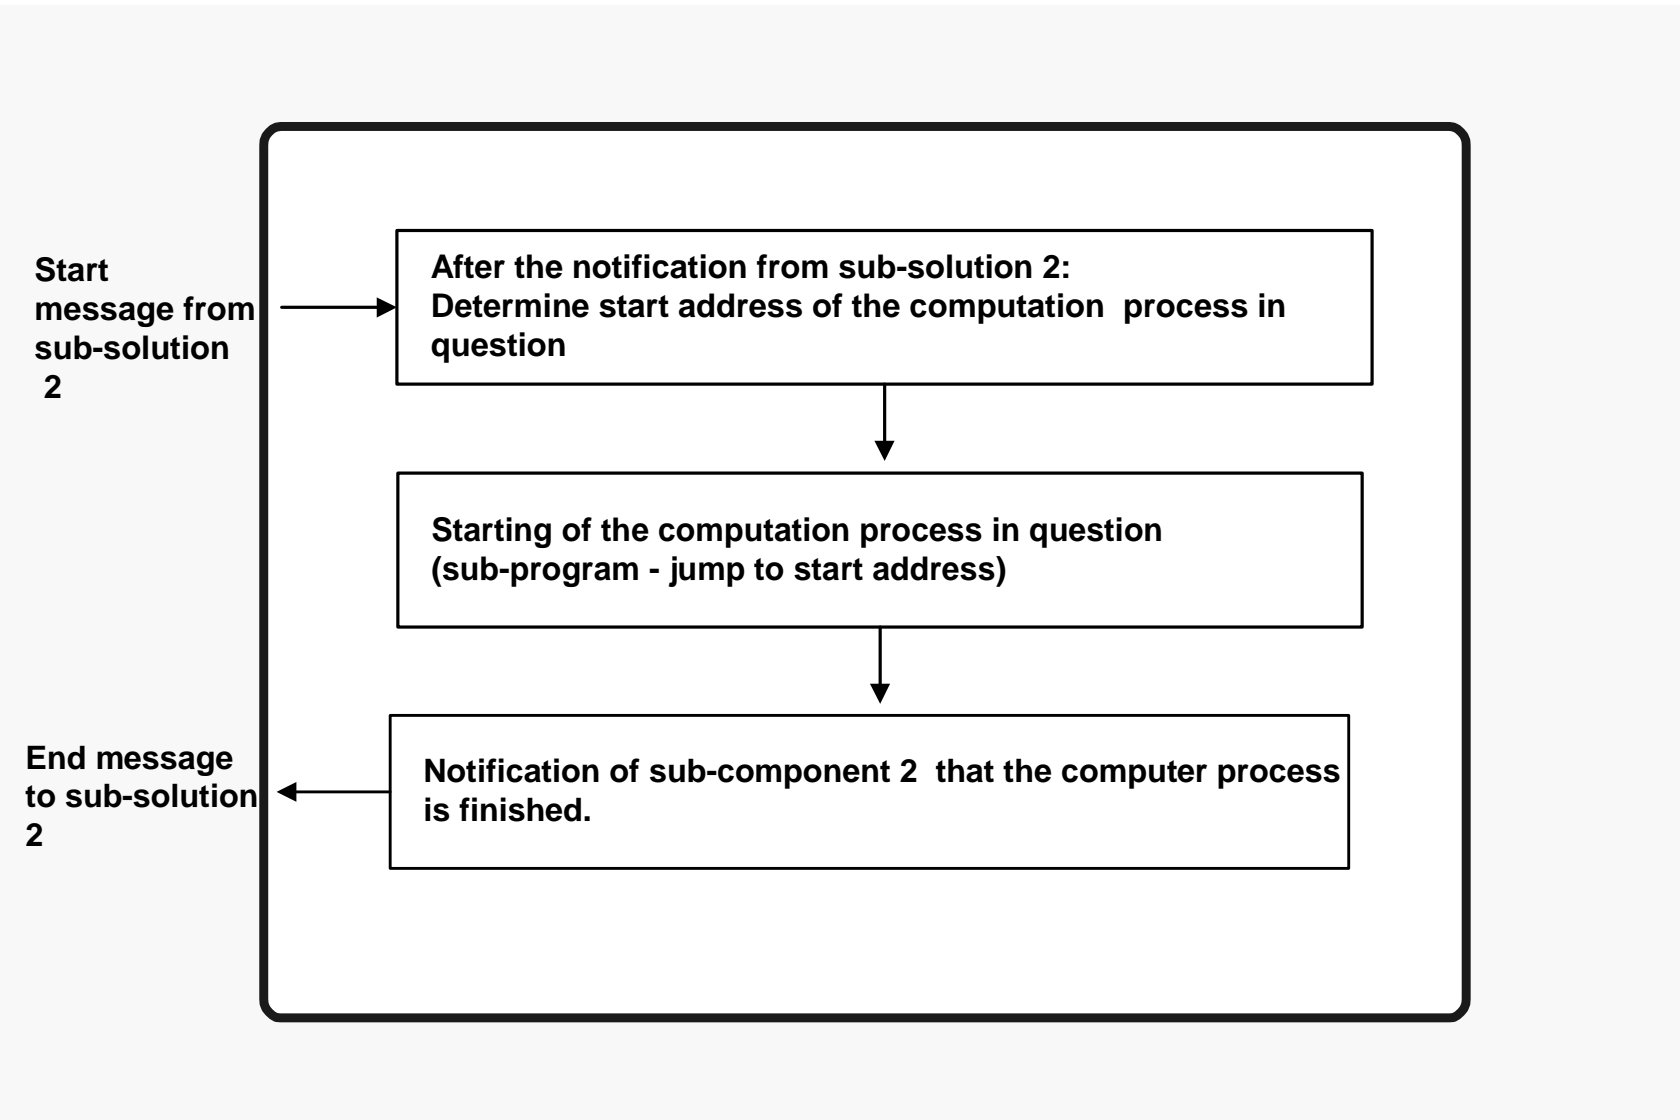 Start
message from
sub-solution
2
After the notification from sub-solution 2:
Determine start address of the computation  process in
question
Starting of the computation process in question
(sub-program - jump to start address)
End message
to sub-solution
2
Notification of sub-component 2  that the computer process
is finished.